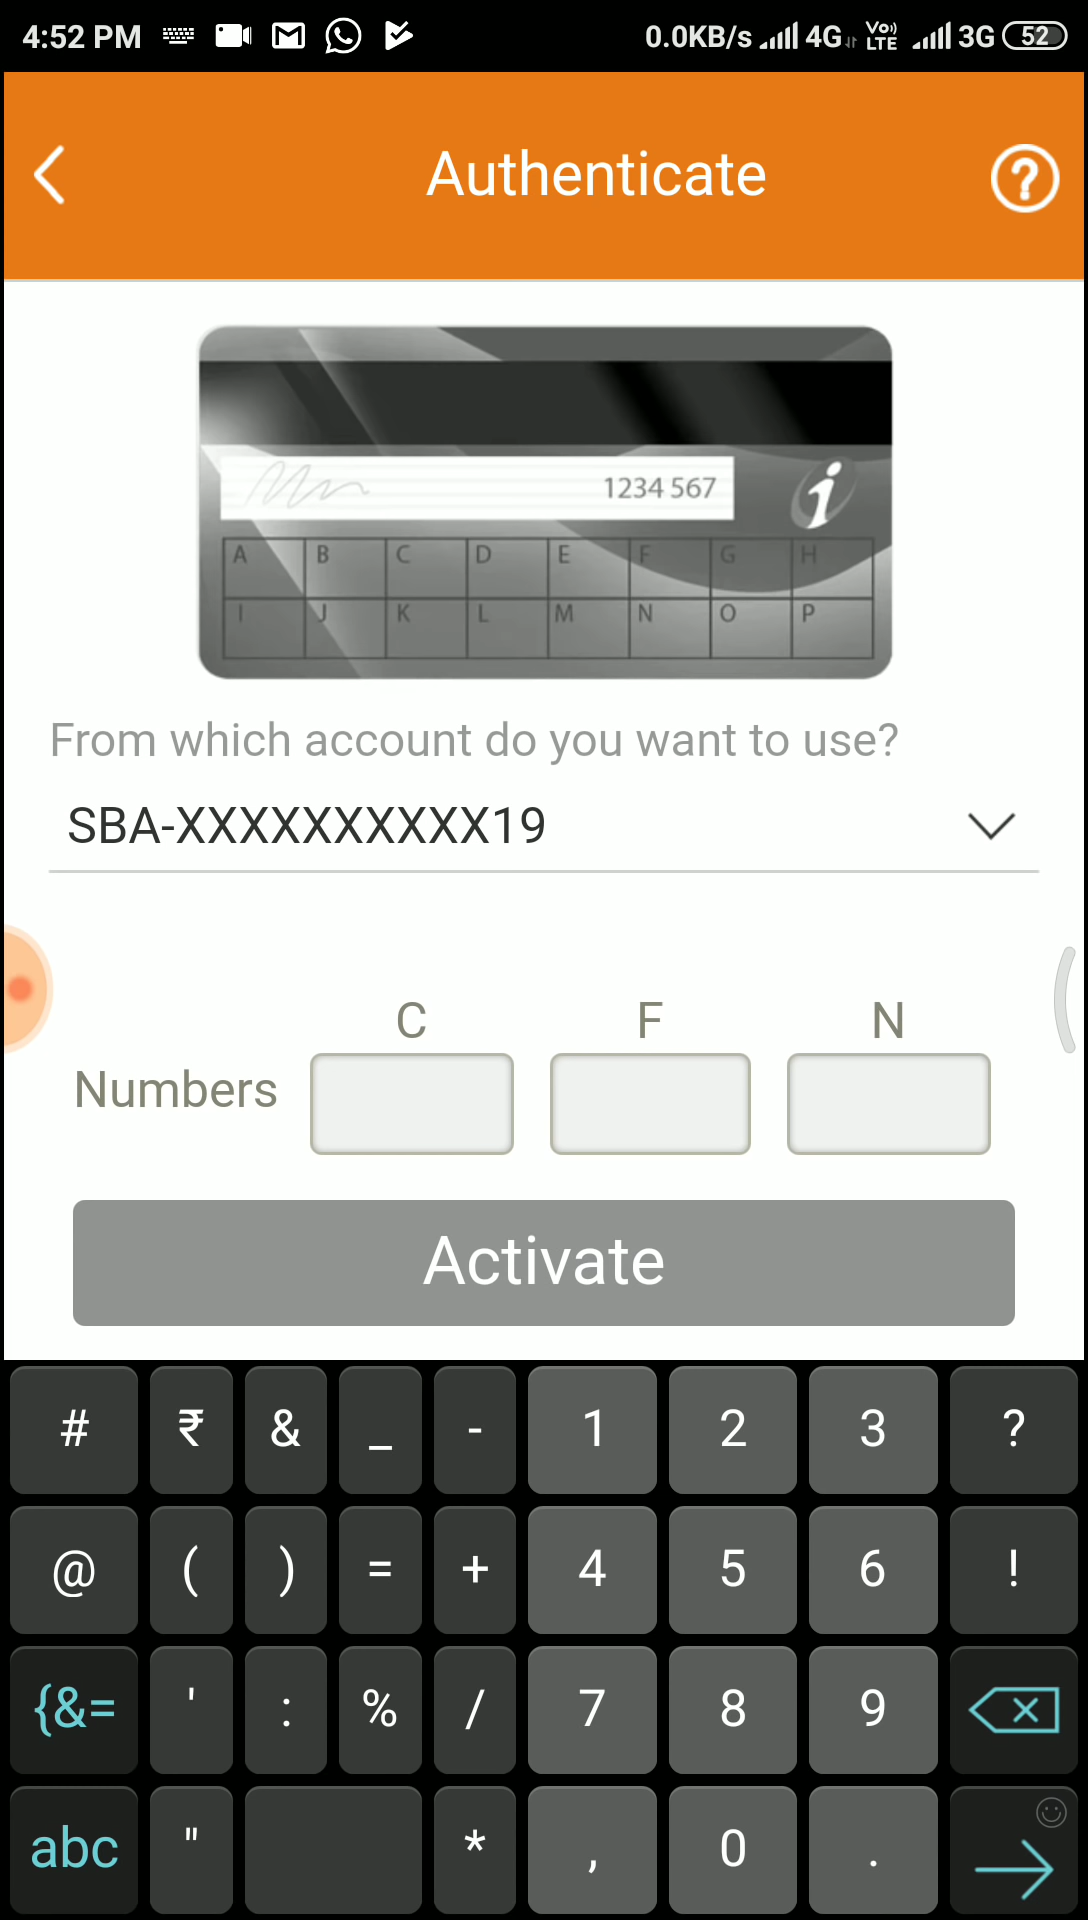 4:52 PM 0.0KB/s 4G VoLTE 3G 52
Authenticate ?
1234 567 i
A B C D E F G H
I J K L M N O P
From which account do you want to use?
SBA-XXXXXXXXXX19
C F N
Numbers
Activate
# ₹ & _ - 1 2 3 ?
@ ( ) = + 4 5 6 !
{&= ' : % / 7 8 9
abc " * , 0 .